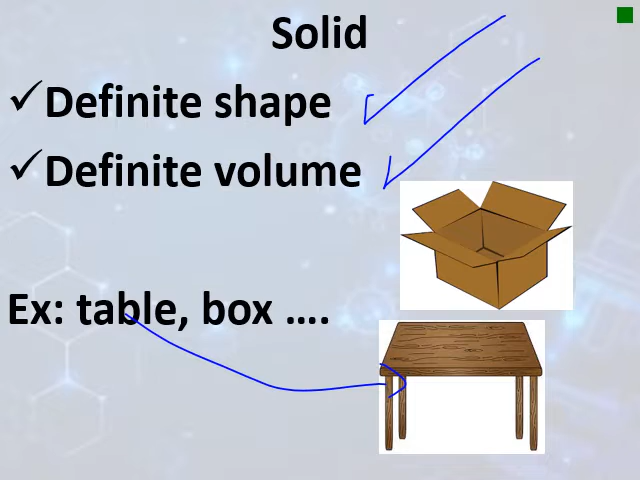 Solid
✓Definite shape
✓Definite volume
Ex: table, box ....